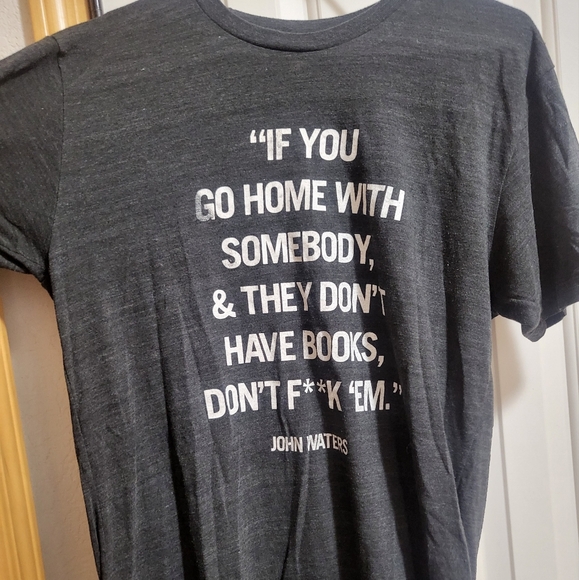 “IF YOU
GO HOME WITH
SOMEBODY,
& THEY DON'T
HAVE BOOKS,
DON'T F**K 'EM.”
JOHN WATERS